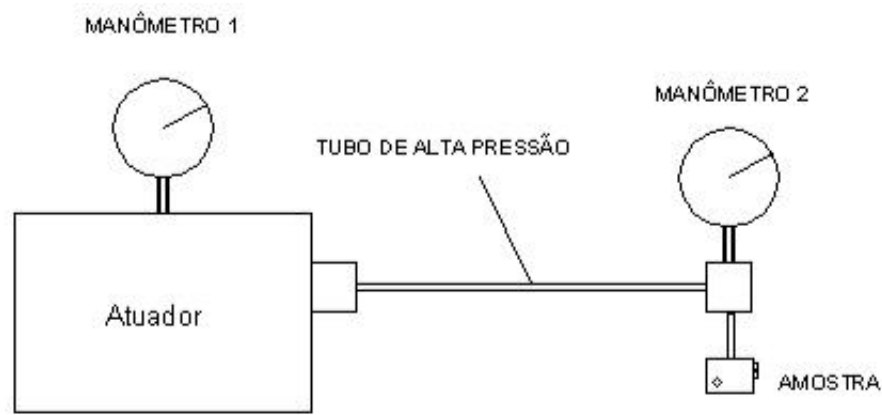 MANÔMETRO 1
MANÔMETRO 2
TUBO DE ALTA PRESSÃO
Atuador
AMOSTRA